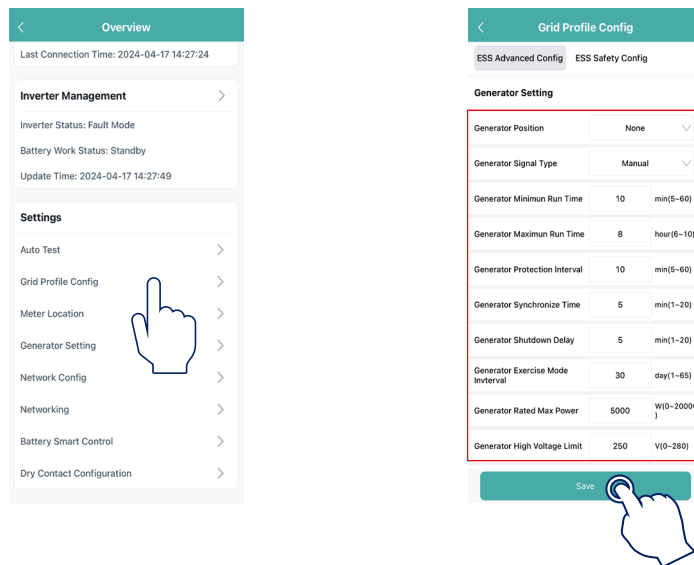 Overview
Last Connection Time: 2024-04-17 14:27:24
Inverter Management
Inverter Status: Fault Mode
Battery Work Status: Standby
Update Time: 2024-04-17 14:27:49
Settings
Auto Test
Grid Profile Config
Meter Location
Generator Setting
Network Config
Networking
Battery Smart Control
Dry Contact Configuration
Grid Profile Config
ESS Advanced Config ESS Safety Config
Generator Setting
Generator Position None
Generator Signal Type Manual
Generator Minimun Run Time 10 min(5~60)
Generator Maximun Run Time 8 hour(6~10)
Generator Protection Interval 10 min(5~60)
Generator Synchronize Time 5 min(1~20)
Generator Shutdown Delay 5 min(1~20)
Generator Exercise Mode
Invterval 30 day(1~65)
Generator Rated Max Power 5000 W(0~2000
)
Generator High Voltage Limit 250 V(0~280)
Save